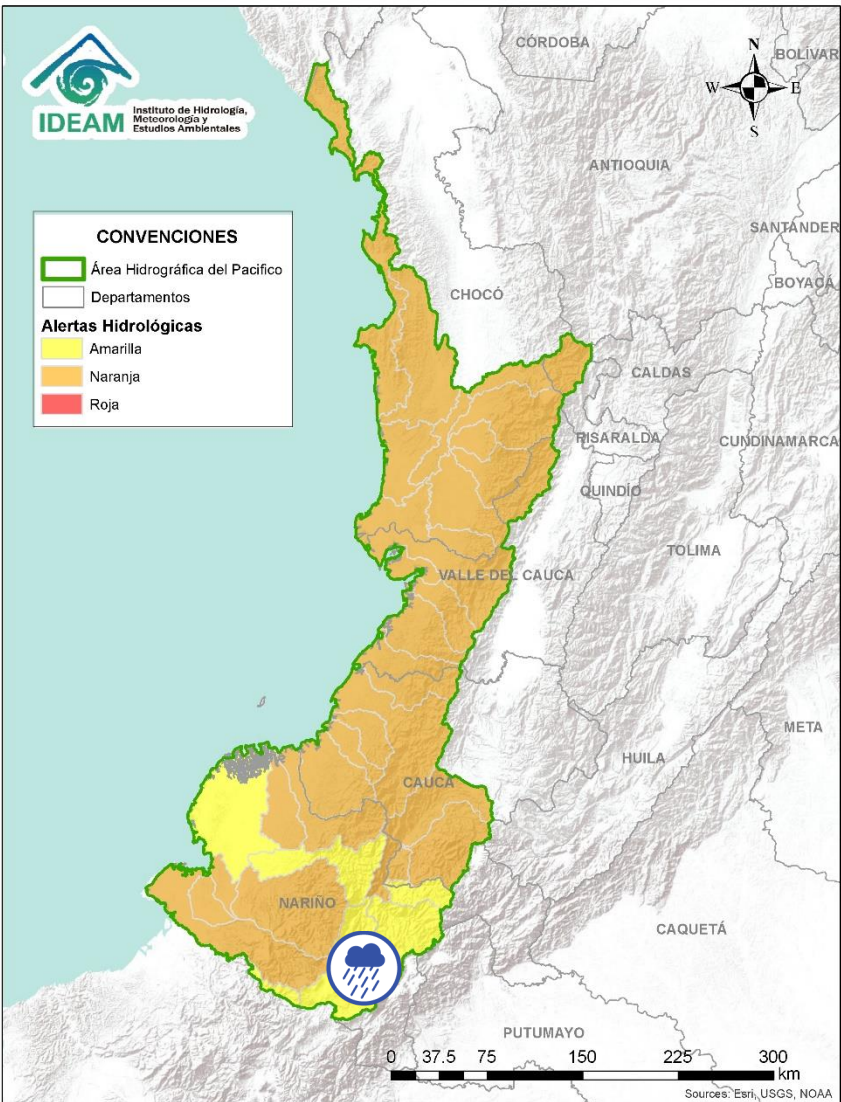 IDEAM
Instituto de Hidrología,
Meteorología y
Estudios Ambientales
CÓRDOBA
BOLIVAR
N
W
E
S
ANTIOQUIA
SANTANDER
BOYACÁ
CONVENCIONES
Área Hidrográfica del Pacifico
Departamentos
Alertas Hidrológicas
Amarilla
Naranja
Roja
CHOCÓ
CALDAS
RISARALDA
CUNDINAMARCA
QUINDÍO
TOLIMA
VALLE DEL CAUCA
META
HUILA
CAUCA
NARIÑO
CAQUETÁ
PUTUMAYO
0 37.5 75 150 225 300
km
Sources: Esri, USGS, NOAA